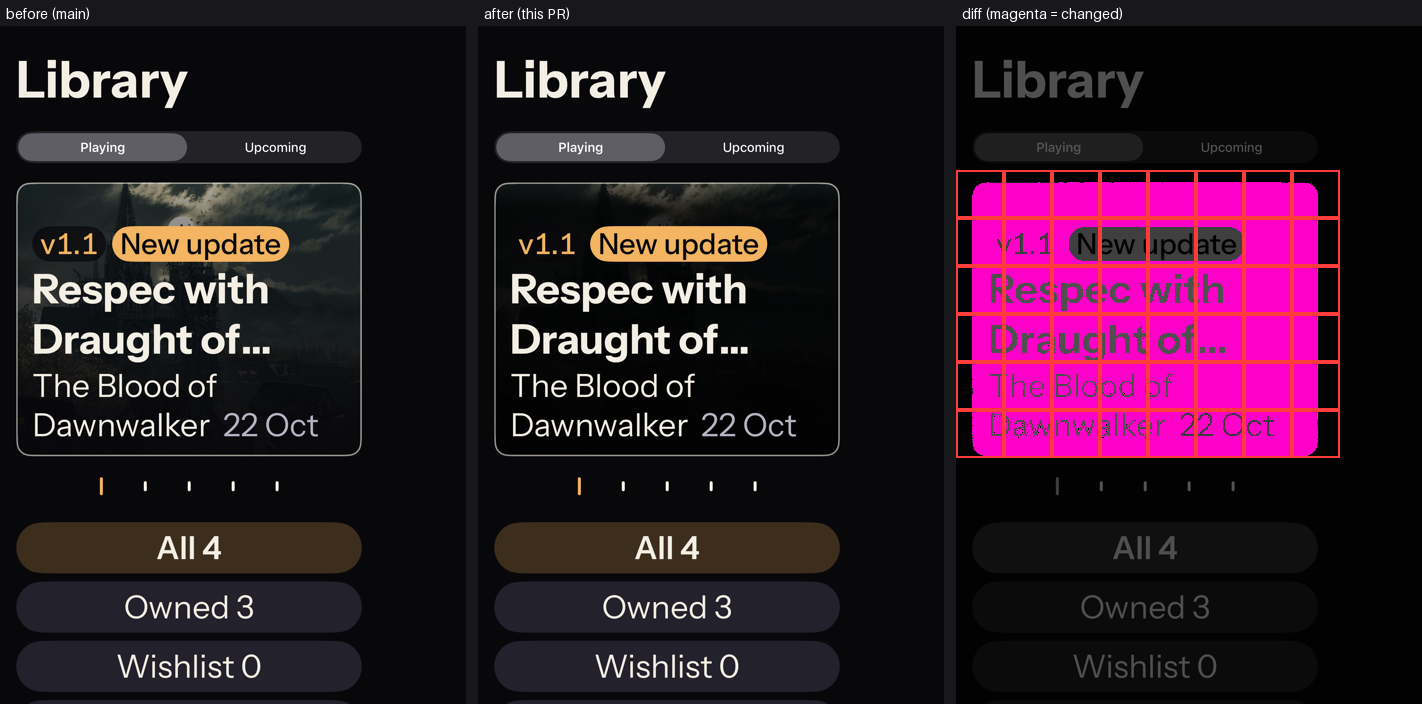 before (main)
after (this PR)
diff (magenta = changed)
Library
Playing
Upcoming
v1.1
New update
Respec with
Draught of...
The Blood of
Dawnwalker 22 Oct
All 4
Owned 3
Wishlist 0
Library
Playing
Upcoming
v1.1
New update
Respec with
Draught of...
The Blood of
Dawnwalker 22 Oct
All 4
Owned 3
Wishlist 0
Library
Playing
Upcoming
v1.1
New update
Respec with
Draught of...
The Blood of
Dawnwalker 22 Oct
All 4
Owned 3
Wishlist 0